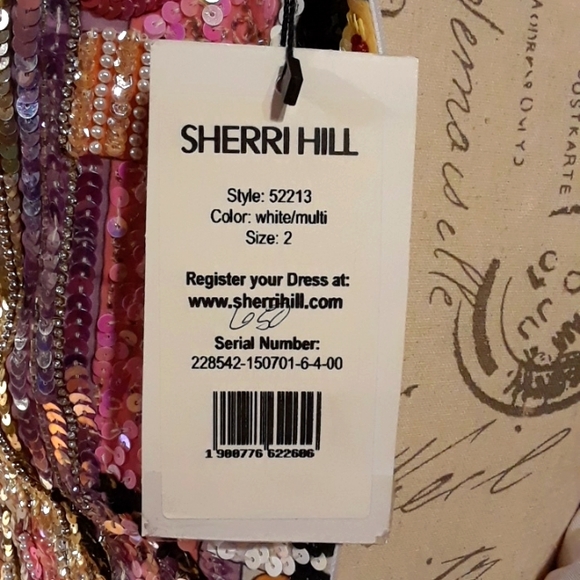 SHERRI HILL
Style: 52213
Color: white/multi
Size: 2
Register your Dress at:
www.sherrihill.com
650
Serial Number:
228542-150701-6-4-00
1 900776 622606